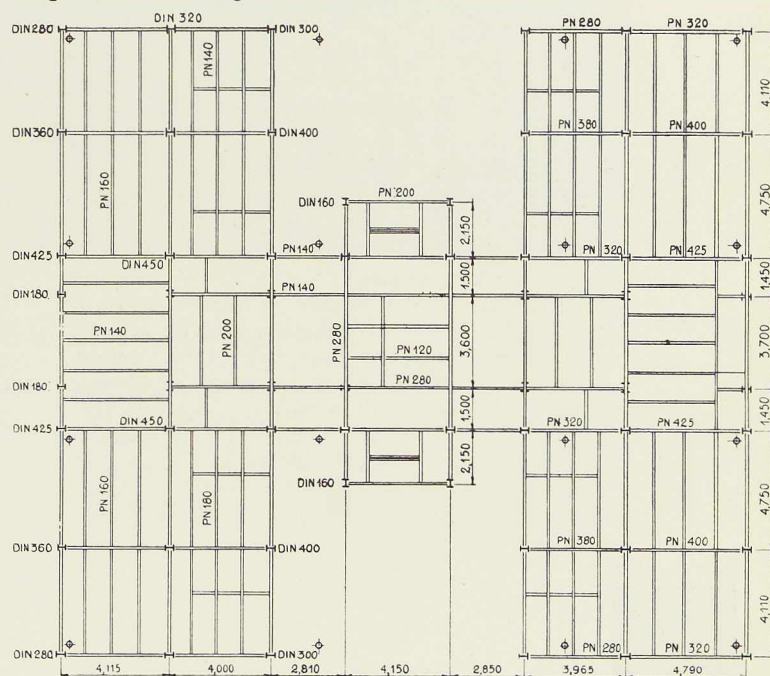 DIN 320
DIN 280
DIN 300
PN 280
PN 320
PN 140
4,110
DIN 360
DIN 400
PN 380
PN 400
PN 160
4,750
DIN 160
PN 200
2,150
DIN 425
DIN 450
PN 140
PN 320
PN 425
1,500
1,450
DIN 180
PN 140
PN 140
PN 200
PN 280
PN 120
3,600
3,700
PN 280
DIN 180
1,500
1,450
DIN 425
DIN 450
PN 320
PN 425
2,150
DIN 160
PN 160
PN 180
4,750
DIN 360
DIN 400
PN 380
PN 400
4,110
DIN 280
DIN 300
PN 280
PN 320
4,115
4,000
2,810
4,150
2,850
3,965
4,790